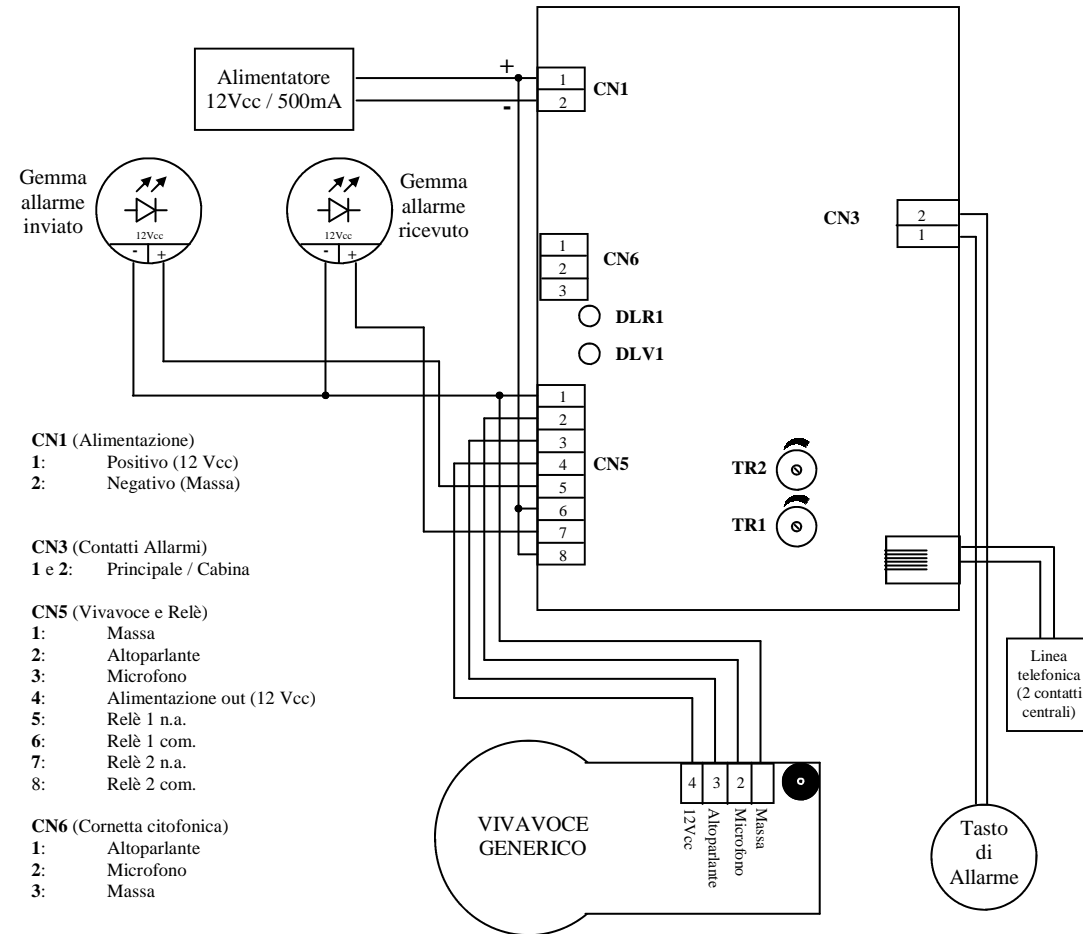 Alimentatore
12Vcc / 500mA
+
-
1
2
CN1
Gemma
allarme
inviato
12Vcc
- +
Gemma
allarme
ricevuto
12Vcc
- +
CN3
2
1
1
2
3
CN6
DLR1
DLV1
1
2
3
4
5
6
7
8
CN5
TR2
TR1
CN1 (Alimentazione)
1: Positivo (12 Vcc)
2: Negativo (Massa)
CN3 (Contatti Allarmi)
1 e 2: Principale / Cabina
CN5 (Vivavoce e Relè)
1: Massa
2: Altoparlante
3: Microfono
4: Alimentazione out (12 Vcc)
5: Relè 1 n.a.
6: Relè 1 com.
7: Relè 2 n.a.
8: Relè 2 com.
CN6 (Cornetta citofonica)
1: Altoparlante
2: Microfono
3: Massa
Linea
telefonica
(2 contatti
centrali)
4 3 2
12Vcc
Altoparlante
Microfono
Massa
VIVAVOCE
GENERICO
Tasto
di
Allarme